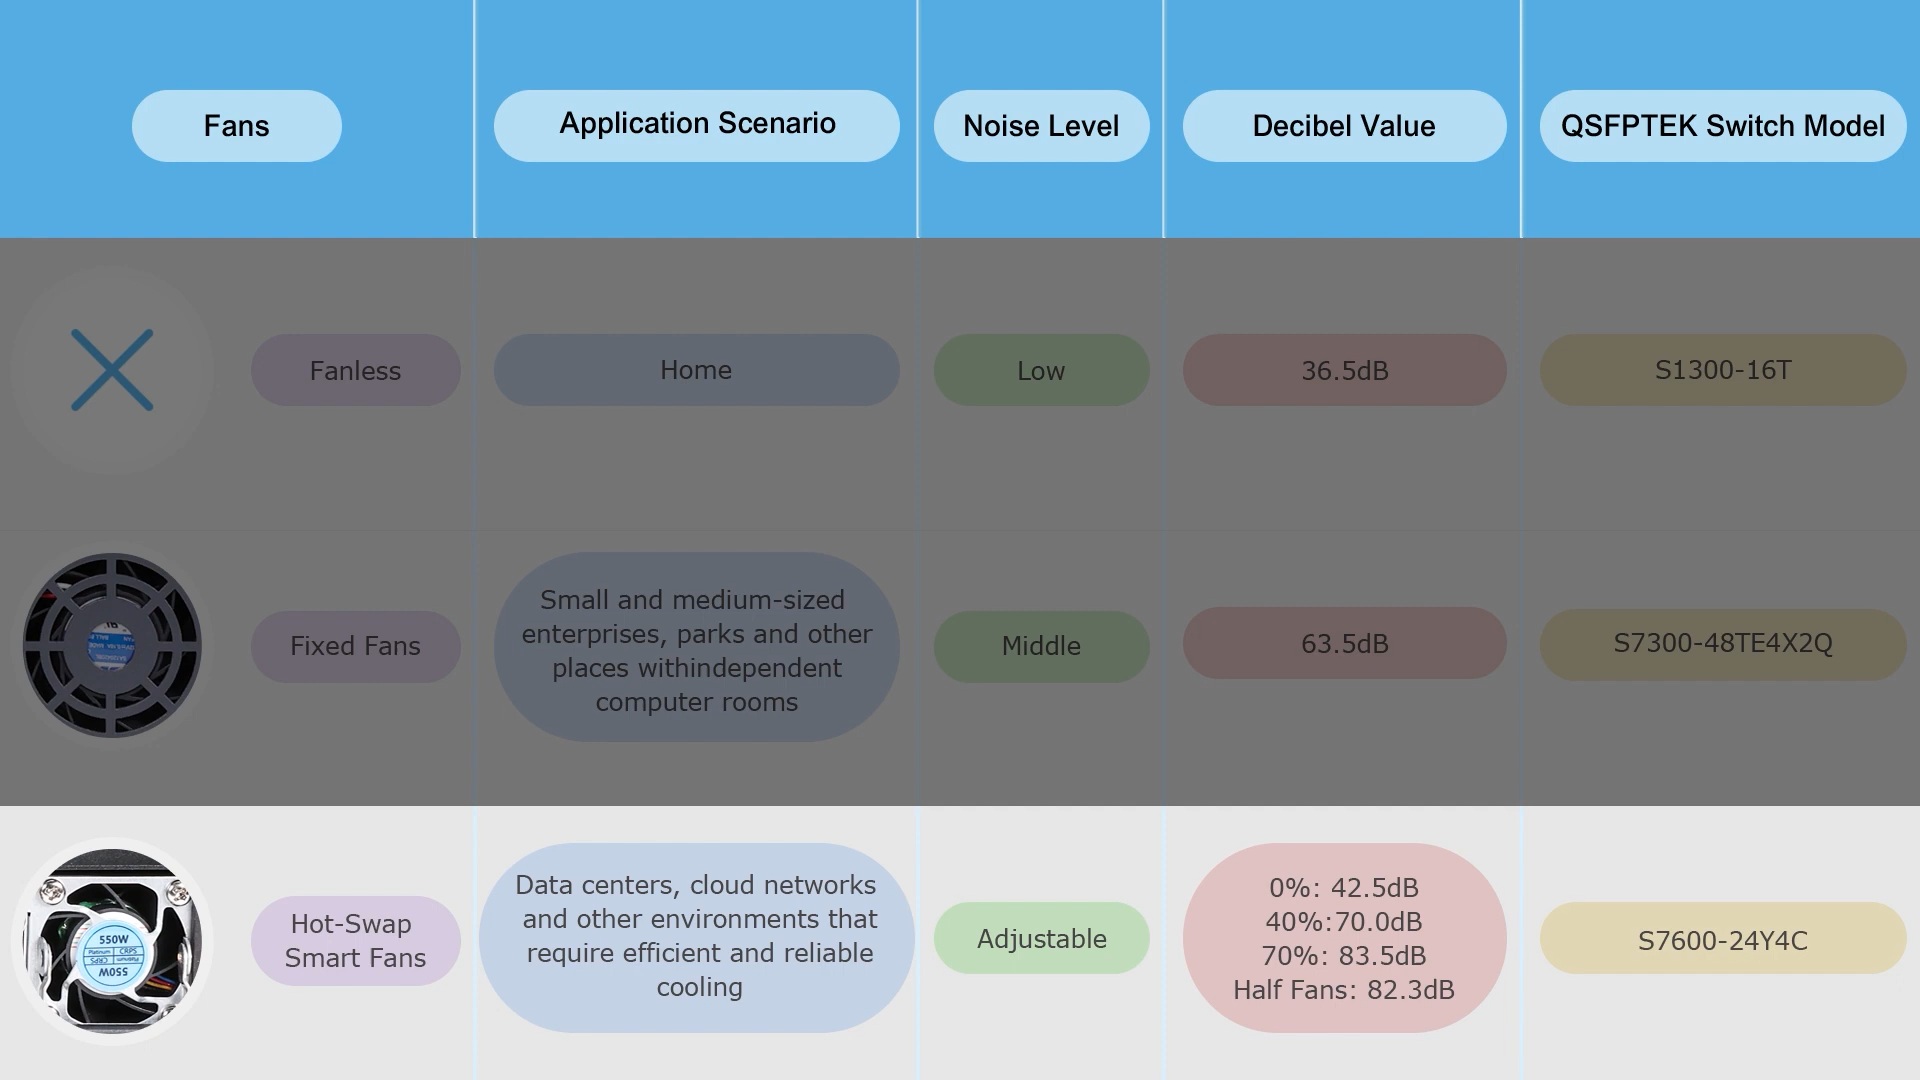 Fans
Application Scenario
Noise Level
Decibel Value
QSFPTEK Switch Model
Fanless
Home
Low
36.5dB
S1300-16T
Fixed Fans
Small and medium-sized
enterprises, parks and other
places withindependent
computer rooms
Middle
63.5dB
S7300-48TE4X2Q
550W
Platinum CRPS
Hot-Swap
Smart Fans
Data centers, cloud networks
and other environments that
require efficient and reliable
cooling
Adjustable
0%: 42.5dB
40%:70.0dB
70%: 83.5dB
Half Fans: 82.3dB
S7600-24Y4C